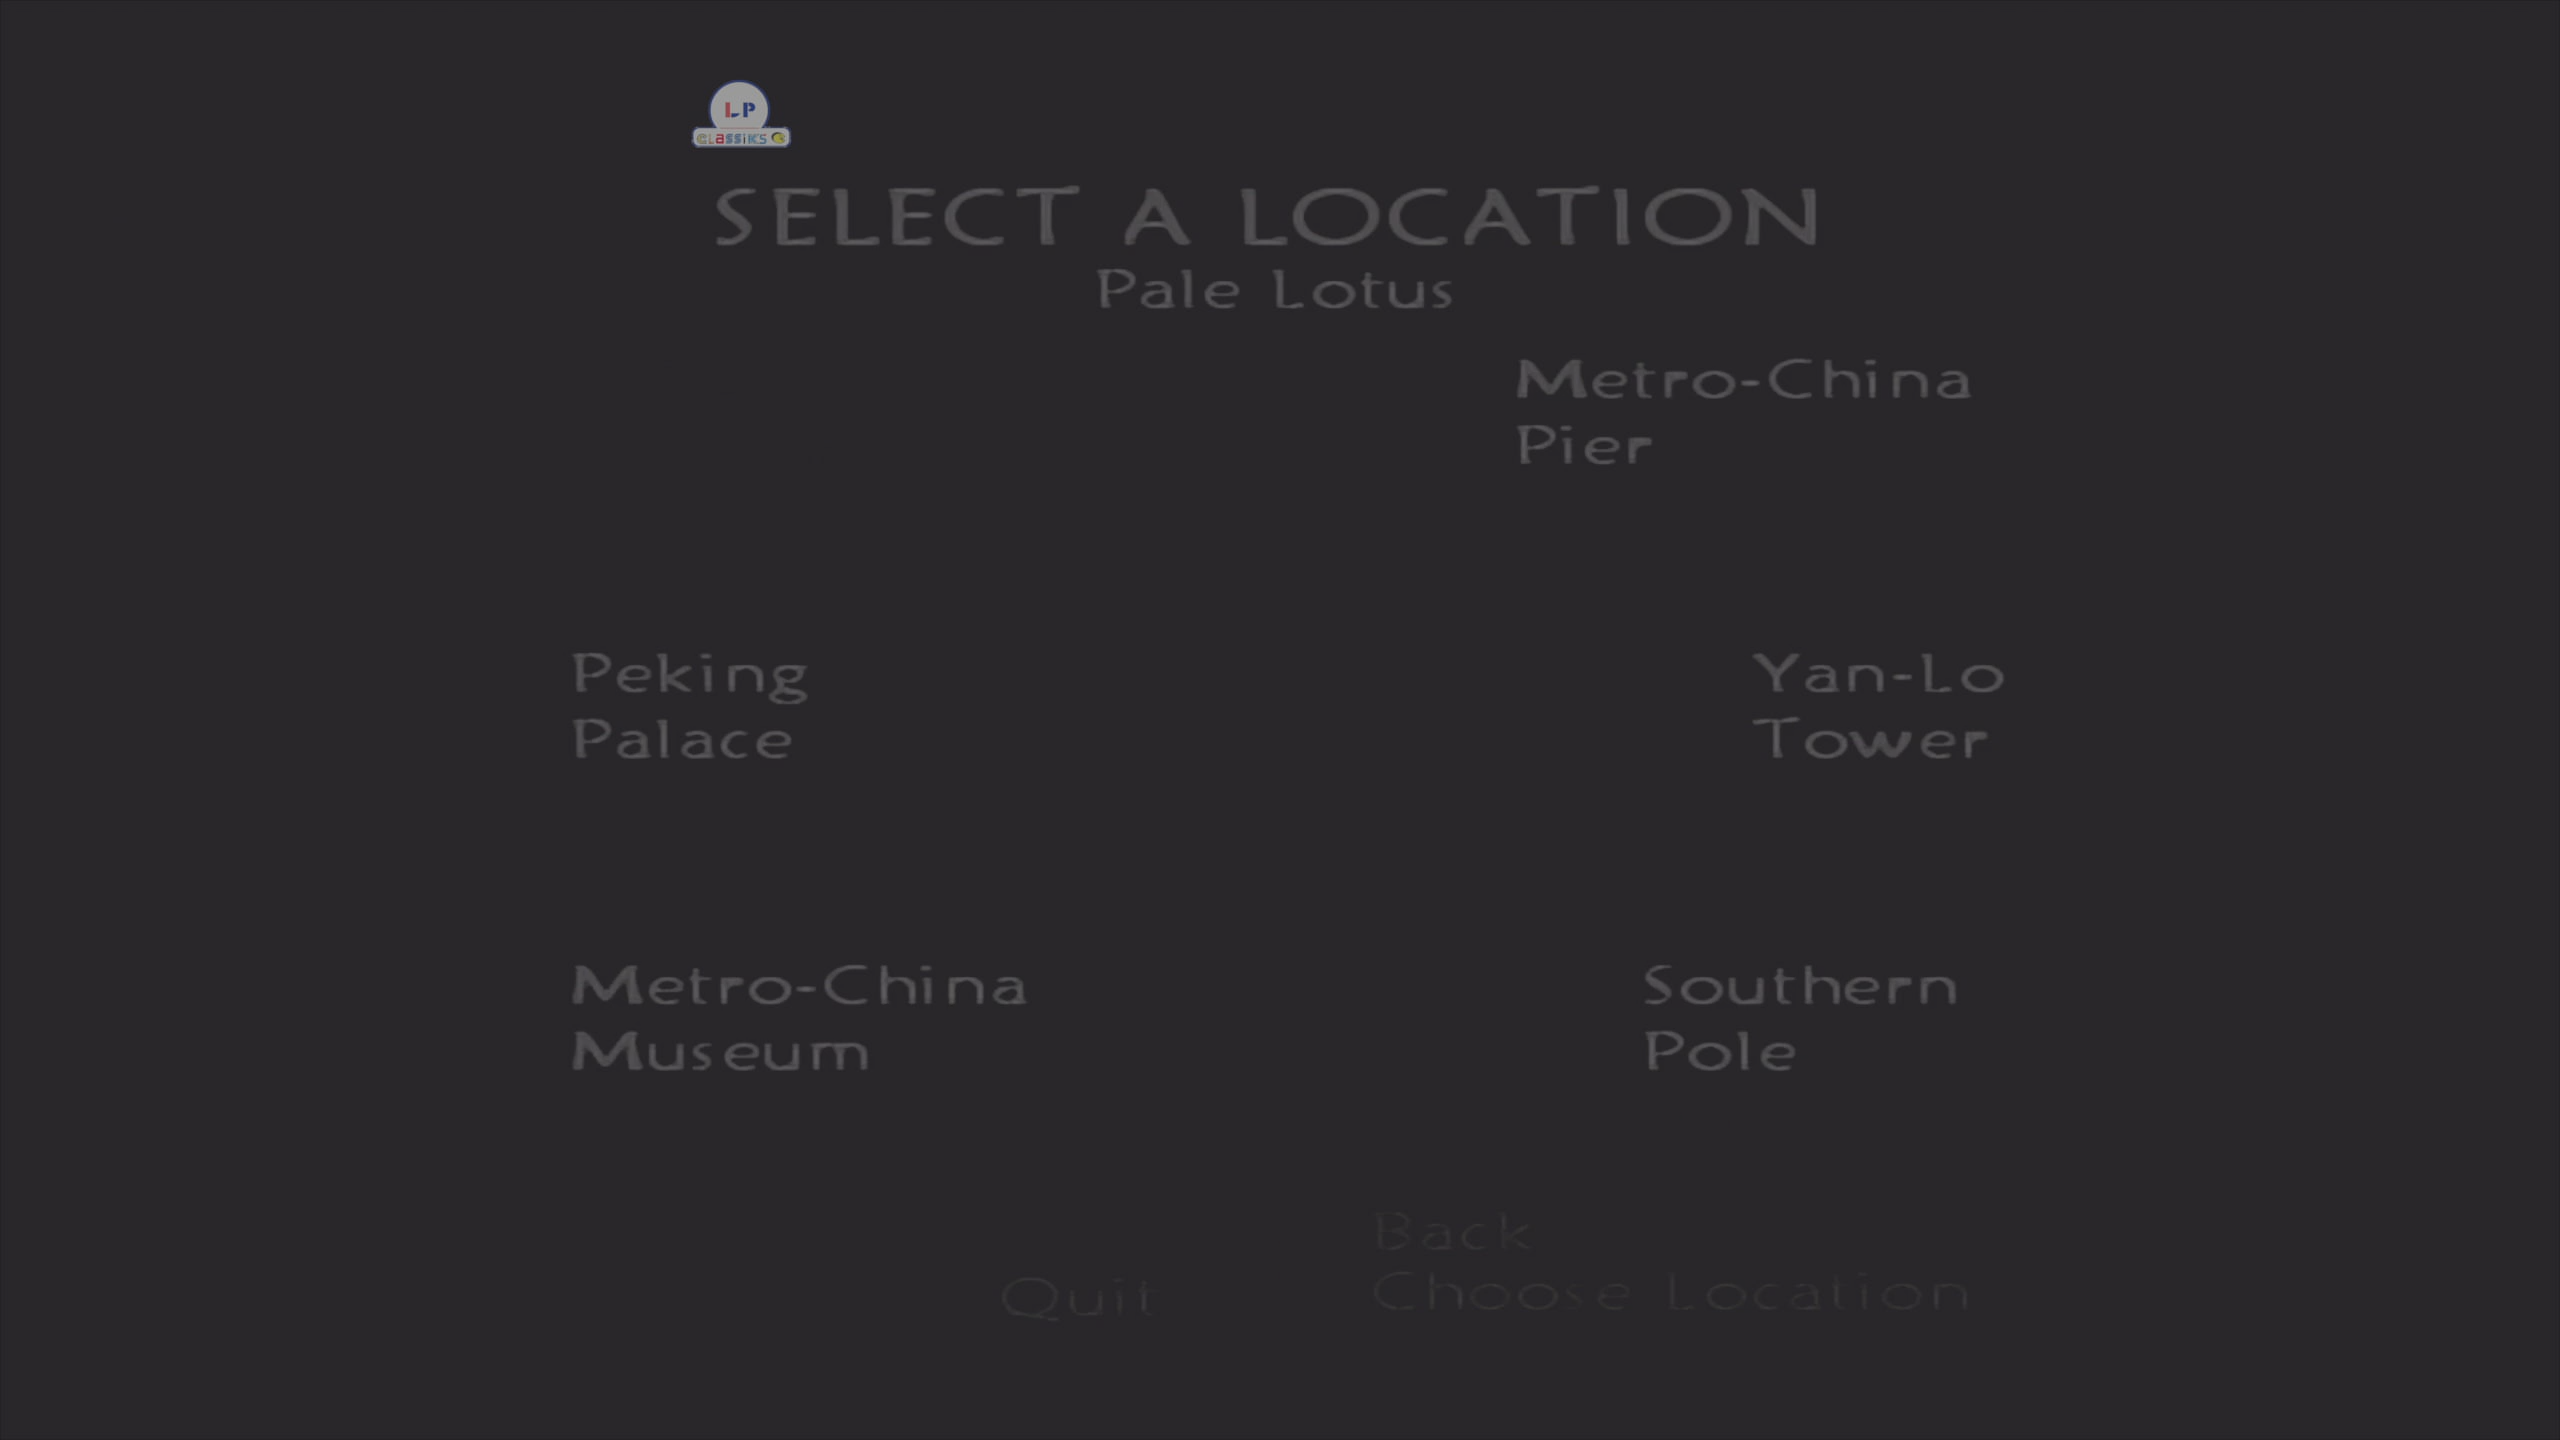 LP
CLASSIKS
SELECT A LOCATION
Pale Lotus
Metro-China
Pier
Peking
Palace
Yan-Lo
Tower
Metro-China
Museum
Southern
Pole
Back
Quit
Choose Location